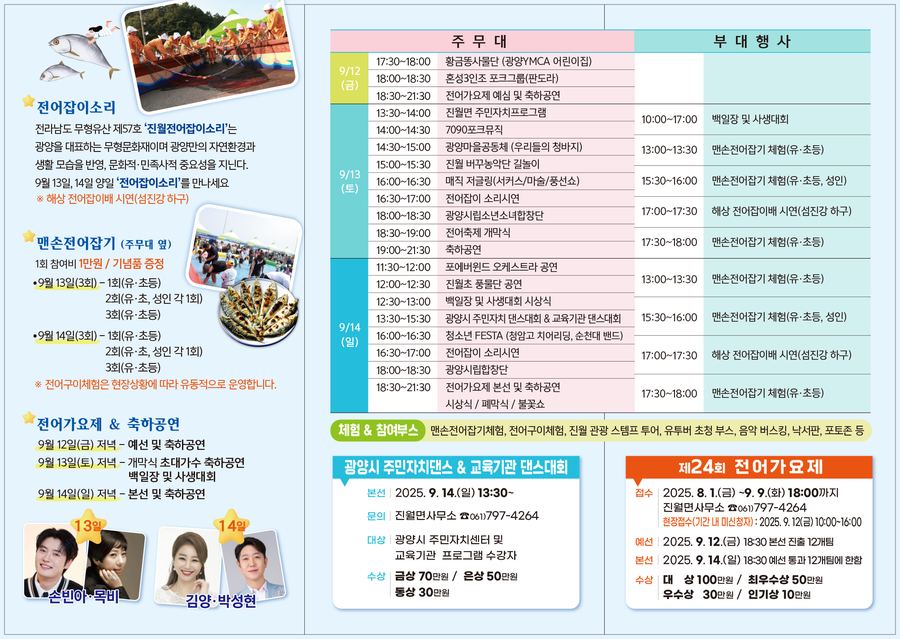 전어잡이소리
전라남도 무형유산 제57호 '진월전어잡이소리'는
광양을 대표하는 무형문화재이며 광양만의 자연환경과
생활 모습을 반영, 문화적·민족사적 중요성을 지닌다.
9월 13일, 14일 양일 '전어잡이소리'를 만나세요
※ 해상 전어잡이배 시연(섬진강 하구)
맨손전어잡기 (주무대 옆)
1회 참여비 1만원 / 기념품 증정
•9월 13일(3회) – 1회(유·초등)
2회(유·초, 성인 각 1회)
3회(유·초등)
•9월 14일(3회) – 1회(유·초등)
2회(유·초, 성인 각 1회)
3회(유·초등)
※ 전어구이체험은 현장상황에 따라 유동적으로 운영합니다.
전어가요제 & 축하공연
9월 12일(금) 저녁 – 예선 및 축하공연
9월 13일(토) 저녁 – 개막식 초대가수 축하공연
백일장 및 사생대회
9월 14일(일) 저녁 – 본선 및 축하공연
13일
손빈아·목비
14일
김양·박성현
주 무 대
9/12
(금)
17:30~18:00 황금똥사물단 (광양YMCA 어린이집)
18:00~18:30 혼성3인조 포크그룹(판도라)
18:30~21:30 전어가요제 예심 및 축하공연
9/13
(토)
13:30~14:00 진월면 주민자치프로그램
14:00~14:30 7090포크뮤직
14:30~15:00 광양마을공동체 (우리들의 청바지)
15:00~15:30 진월 버꾸농악단 길놀이
16:00~16:30 매직 저글링(서커스/마술/풍선쇼)
16:30~17:00 전어잡이 소리시연
18:00~18:30 광양시립소년소녀합창단
18:30~19:00 전어축제 개막식
19:00~21:30 축하공연
9/14
(일)
11:30~12:00 포에버윈드 오케스트라 공연
12:00~12:30 진월초 풍물단 공연
12:30~13:00 백일장 및 사생대회 시상식
13:30~15:30 광양시 주민자치 댄스대회 & 교육기관 댄스대회
16:00~16:30 청소년 FESTA (정암고 치어리딩, 순천대 밴드)
16:30~17:00 전어잡이 소리시연
18:00~18:30 광양시립합창단
18:30~21:30 전어가요제 본선 및 축하공연
시상식 / 폐막식 / 불꽃쇼
부 대 행 사
10:00~17:00 백일장 및 사생대회
13:00~13:30 맨손전어잡기 체험(유·초등)
15:30~16:00 맨손전어잡기 체험(유·초등, 성인)
17:00~17:30 해상 전어잡이배 시연(섬진강 하구)
17:30~18:00 맨손전어잡기 체험(유·초등)
13:00~13:30 맨손전어잡기 체험(유·초등)
15:30~16:00 맨손전어잡기 체험(유·초등, 성인)
17:00~17:30 해상 전어잡이배 시연(섬진강 하구)
17:30~18:00 맨손전어잡기 체험(유·초등)
체험 & 참여부스 맨손전어잡기체험, 전어구이체험, 진월 관광 스템프 투어, 유투버 초청 부스, 음악 버스킹, 낙서판, 포토존 등
광양시 주민자치댄스 & 교육기관 댄스대회
본선 2025. 9. 14.(일) 13:30~
문의 진월면사무소 ☎061)797-4264
대상 광양시 주민자치센터 및
교육기관 프로그램 수강자
수상 금상 70만원 / 은상 50만원
동상 30만원
제24회 전어가요제
접수 2025. 8. 1.(금) ~9. 9.(화) 18:00까지
진월면사무소 ☎061)797-4264
현장접수(기간 내 미신청자) : 2025. 9. 12(금) 10:00~16:00
예선 2025. 9. 12.(금) 18:30 본선 진출 12개팀
본선 2025. 9. 14.(일) 18:30 예선 통과 12개팀에 한함
수상 대 상 100만원 / 최우수상 50만원
우수상 30만원 / 인기상 10만원